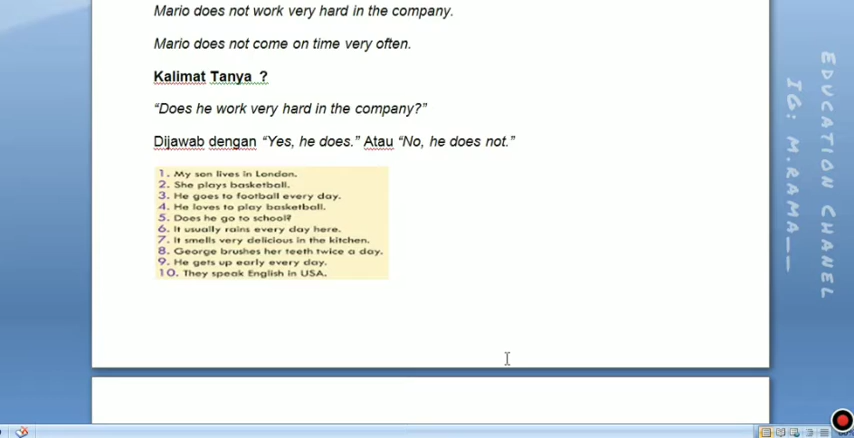 Mario does not work very hard in the company.
Mario does not come on time very often.
Kalimat Tanya ?
“Does he work very hard in the company?”
Dijawab dengan “Yes, he does.” Atau “No, he does not.”
1. My son lives in London.
2. She plays basketball.
3. He goes to football every day.
4. He loves to play basketball.
5. Does he go to school?
6. It usually rains every day here.
7. It smells very delicious in the kitchen.
8. George brushes her teeth twice a day.
9. He gets up early every day.
10. They speak English in USA.
EDUCATION CHANEL
IG: M.RAMA__